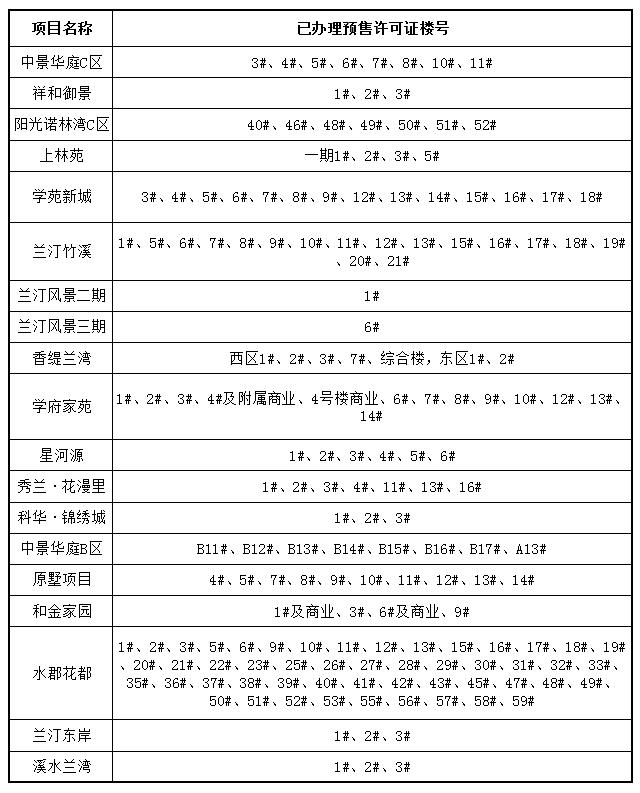 项目名称 已办理预售许可证楼号
中景华庭C区 3#、4#、5#、6#、7#、8#、10#、11#
祥和御景 1#、2#、3#
阳光诺林湾C区 40#、46#、48#、49#、50#、51#、52#
上林苑 一期1#、2#、3#、5#
学苑新城 3#、4#、5#、6#、7#、8#、9#、12#、13#、14#、15#、16#、17#、18#
兰汀竹溪 1#、5#、6#、7#、8#、9#、10#、11#、12#、13#、15#、16#、17#、18#、19#
、20#、21#
兰汀风景二期 1#
兰汀风景三期 6#
香缇兰湾 西区1#、2#、3#、7#、综合楼，东区1#、2#
学府家苑 1#、2#、3#、4#及附属商业、4号楼商业、6#、7#、8#、9#、10#、12#、13#、
14#
星河源 1#、2#、3#、4#、5#、6#
秀兰·花漫里 1#、2#、3#、4#、11#、13#、16#
科华·锦绣城 1#、2#、3#
中景华庭B区 B11#、B12#、B13#、B14#、B15#、B16#、B17#、A13#
原墅项目 4#、5#、7#、8#、9#、10#、11#、12#、13#、14#
和金家园 1#及商业、3#、6#及商业、9#
水郡花都 1#、2#、3#、5#、6#、9#、10#、11#、12#、13#、15#、16#、17#、18#、19#
、20#、21#、22#、23#、25#、26#、27#、28#、29#、30#、31#、32#、33#、
35#、36#、37#、38#、39#、40#、41#、42#、43#、45#、47#、48#、49#、
50#、51#、52#、53#、55#、56#、57#、58#、59#
兰汀东岸 1#、2#、3#
溪水兰湾 1#、2#、3#